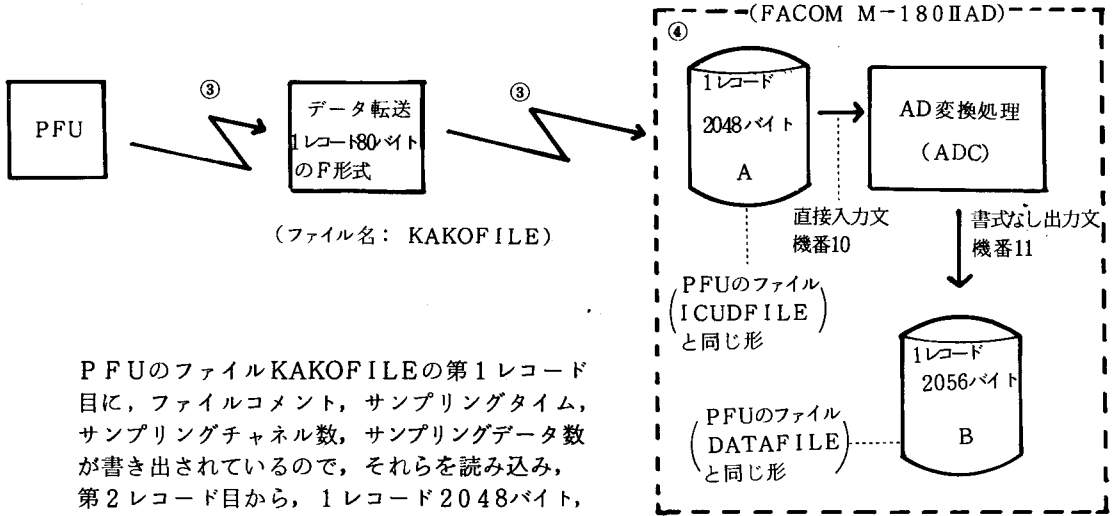 (FACOM M-180ⅡAD)
④
PFU
③
データ転送
1レコード80バイト
のF形式
③
1レコード
2048バイト
A
AD変換処理
(ADC)
(ファイル名: KAKOFILE)
直接入力文
機番10
書式なし出力文
機番11
PFUのファイル
ICUDFILE
と同じ形
1レコード
2056バイト
B
PFUのファイル
DATAFILE
と同じ形
PFUのファイルKAKOFILEの第1レコード
目に,ファイルコメント,サンプリングタイム,
サンプリングチャネル数,サンプリングデータ数
が書き出されているので,それらを読み込み,
第2レコード目から,1レコード2048バイト,